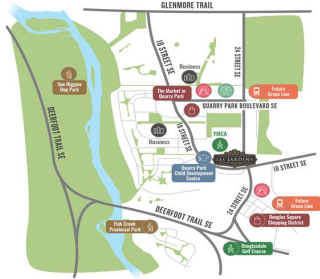 GLENMORE TRAIL
18 STREET SE
24 STREET SE
Business
Sue Higgins
Dog Park
The Market in
Quarry Park
Future
Green Line
QUARRY PARK BOULEVARD SE
DEERFOOT TRAIL SE
18 STREET SE
YMCA
Business
LES JARDINS
Quarry Park
Child Development
Centre
18 STREET SE
24 STREET SE
Future
Green Line
Fish Creek
Provincial Park
DEERFOOT TRAIL SE
Douglas Square
Shopping District
Douglasdale
Golf Course